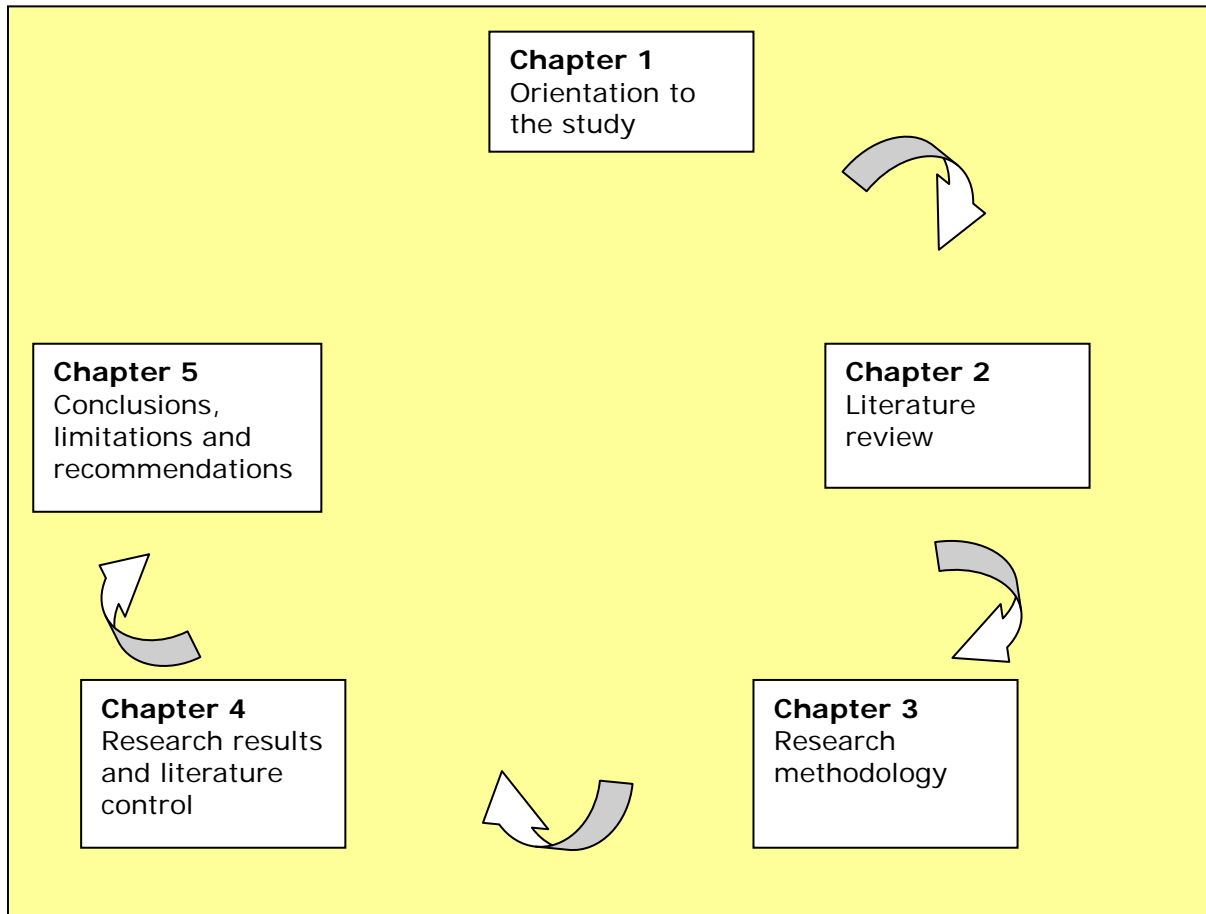 Chapter 1
Orientation to
the study
Chapter 2
Literature
review
Chapter 3
Research
methodology
Chapter 4
Research results
and literature
control
Chapter 5
Conclusions,
limitations and
recommendations